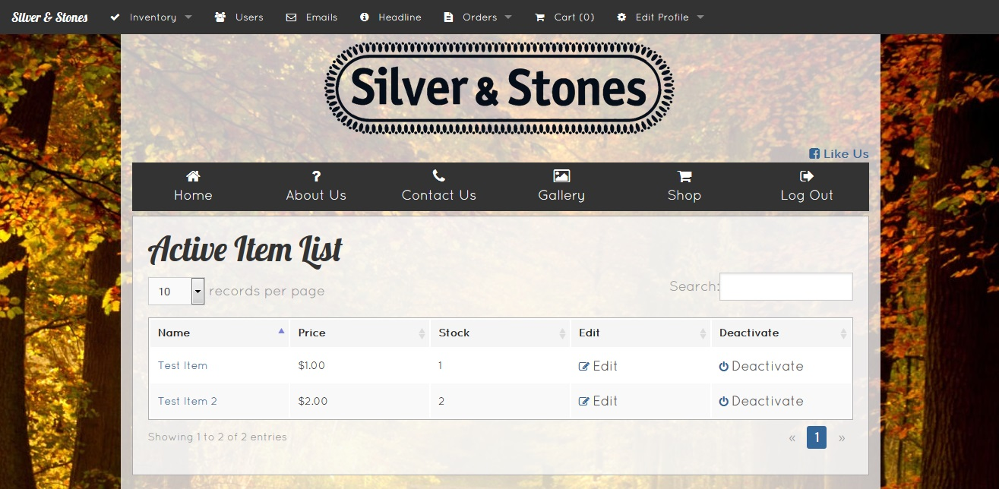 Silver & Stones Inventory Users Emails Headline Orders Cart (0) Edit Profile
Silver & Stones
Like Us
Home About Us Contact Us Gallery Shop Log Out
Active Item List
10 records per page Search:
Name Price Stock Edit Deactivate
Test Item $1.00 1 Edit Deactivate
Test Item 2 $2.00 2 Edit Deactivate
Showing 1 to 2 of 2 entries « 1 »